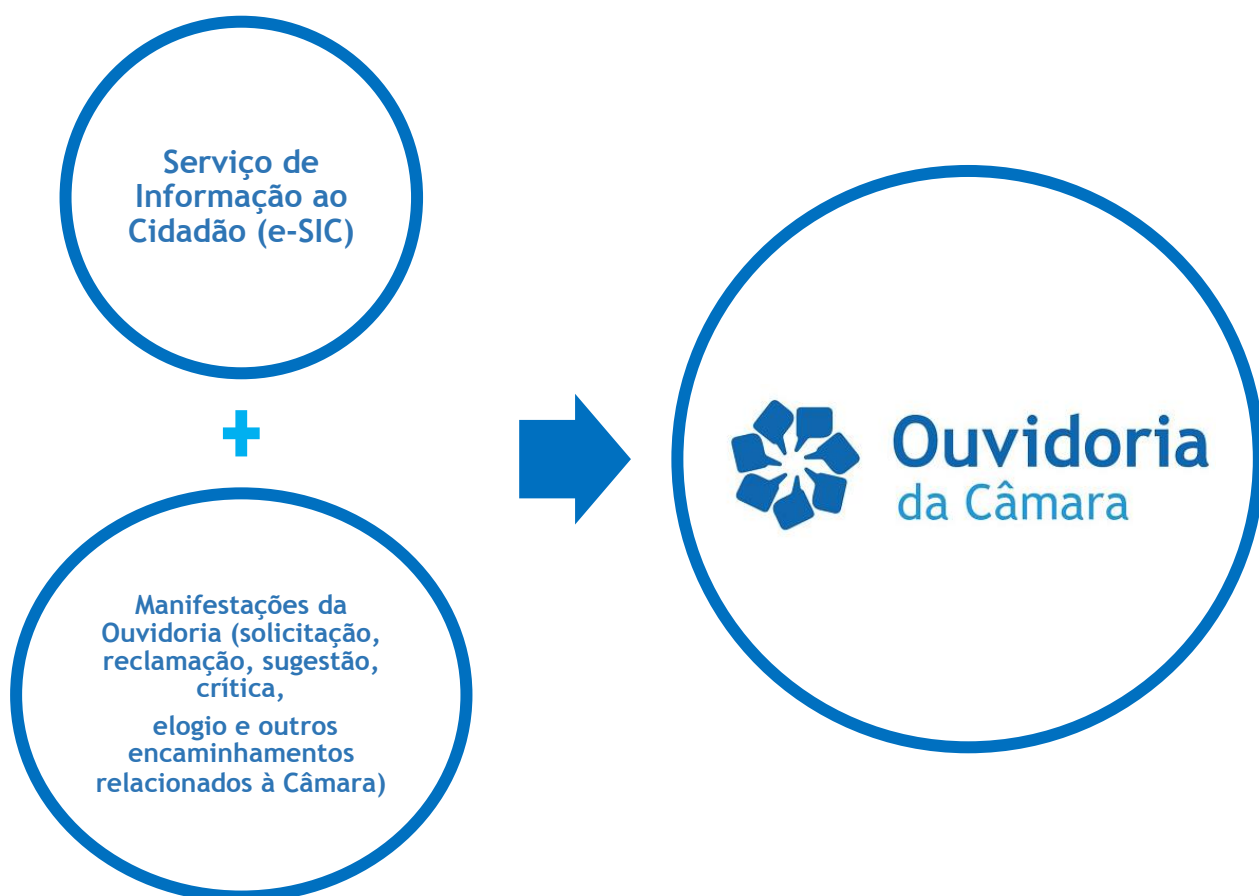 Serviço de
Informação ao
Cidadão (e-SIC)
+
Manifestações da
Ouvidoria (solicitação,
reclamação, sugestão,
crítica,
elogio e outros
encaminhamentos
relacionados à Câmara)
Ouvidoria
da Câmara